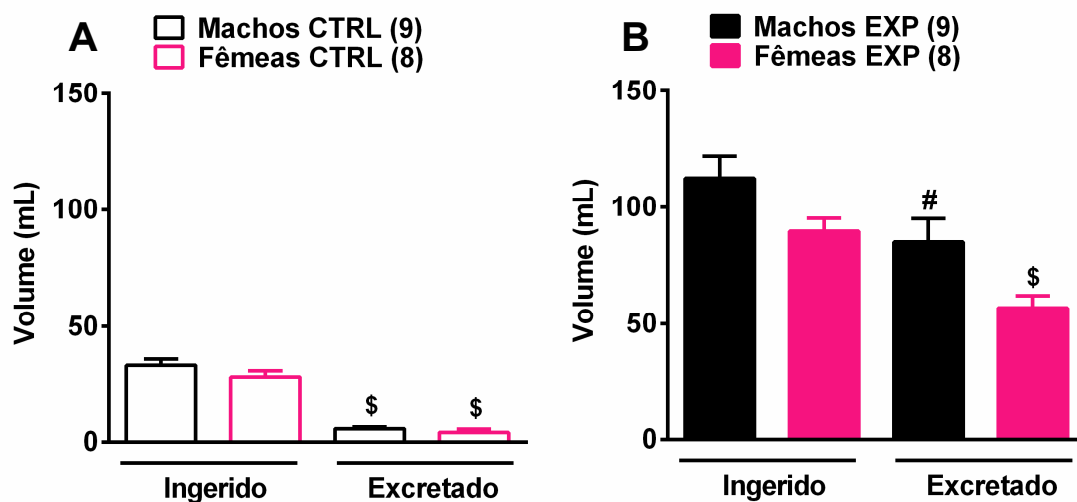 A
Machos CTRL (9)
Fêmeas CTRL (8)
150
100
50
0
Volume (mL)
$
$
Ingerido
Excretado
B
Machos EXP (9)
Fêmeas EXP (8)
150
100
50
0
Volume (mL)
#
$
Ingerido
Excretado